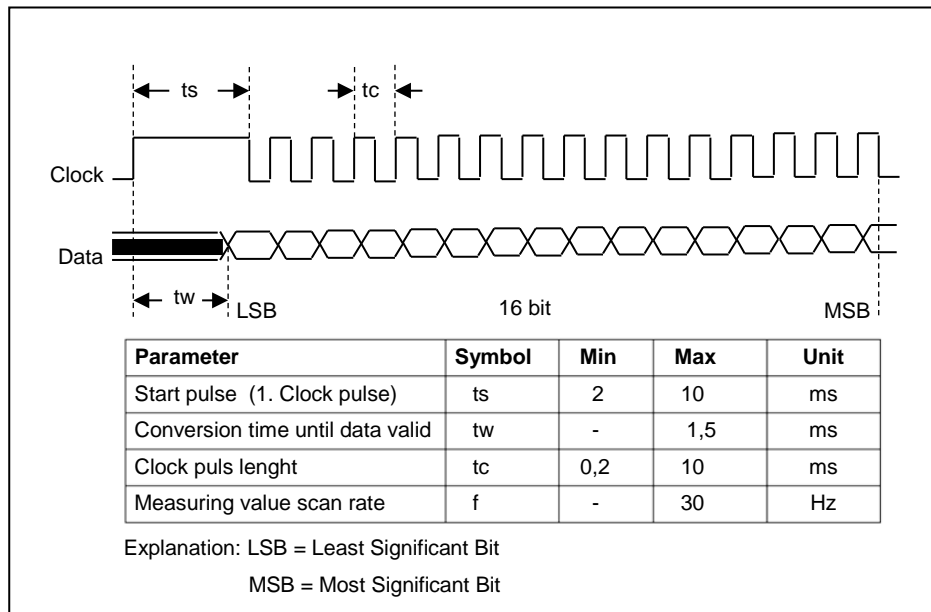 ts tc
Clock
Data
tw
LSB 16 bit MSB
Parameter Symbol Min Max Unit
Start pulse (1. Clock pulse) ts 2 10 ms
Conversion time until data valid tw - 1,5 ms
Clock puls lenght tc 0,2 10 ms
Measuring value scan rate f - 30 Hz
Explanation: LSB = Least Significant Bit
MSB = Most Significant Bit